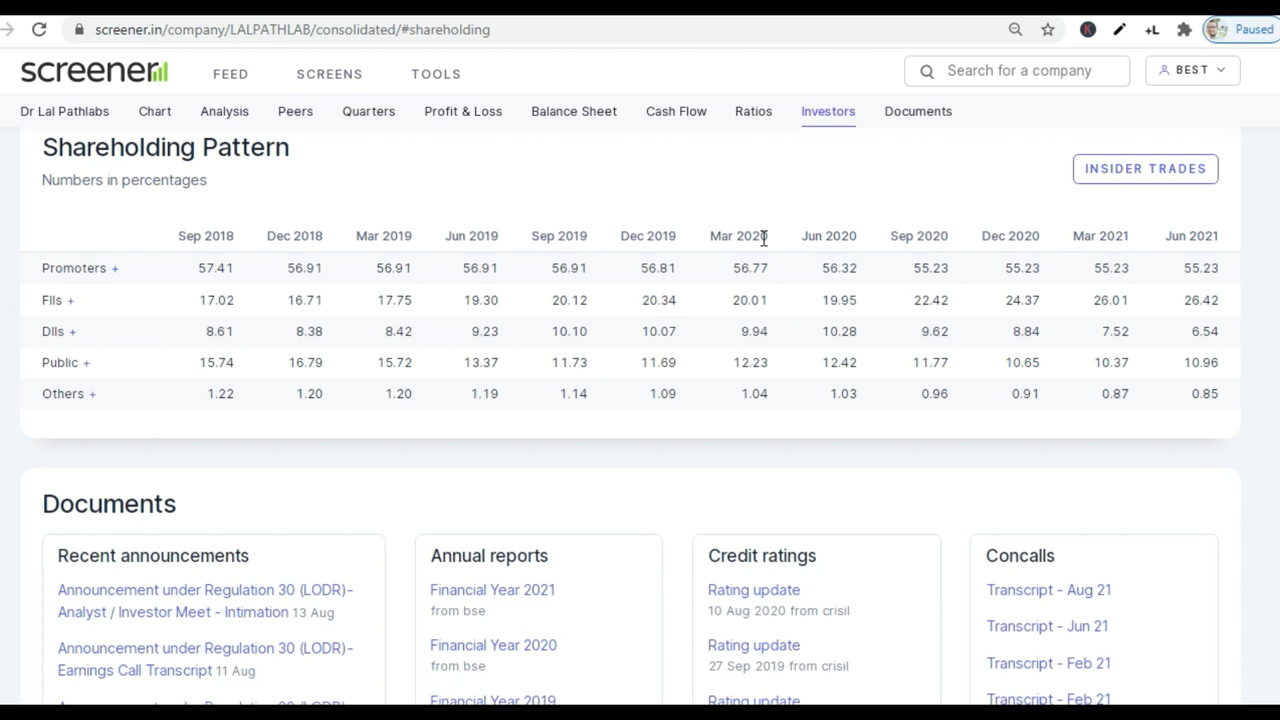 screener.in/company/LALPATHLAB/consolidated/#shareholding
K
+L
Paused
screener
FEED SCREENS TOOLS
Search for a company
BEST
Dr Lal Pathlabs Chart Analysis Peers Quarters Profit & Loss Balance Sheet Cash Flow Ratios Investors Documents
Shareholding Pattern
Numbers in percentages
INSIDER TRADES
Sep 2018 Dec 2018 Mar 2019 Jun 2019 Sep 2019 Dec 2019 Mar 2020 Jun 2020 Sep 2020 Dec 2020 Mar 2021 Jun 2021
Promoters + 57.41 56.91 56.91 56.91 56.91 56.81 56.77 56.32 55.23 55.23 55.23 55.23
FIIs + 17.02 16.71 17.75 19.30 20.12 20.34 20.01 19.95 22.42 24.37 26.01 26.42
DIIs + 8.61 8.38 8.42 9.23 10.10 10.07 9.94 10.28 9.62 8.84 7.52 6.54
Public + 15.74 16.79 15.72 13.37 11.73 11.69 12.23 12.42 11.77 10.65 10.37 10.96
Others + 1.22 1.20 1.20 1.19 1.14 1.09 1.04 1.03 0.96 0.91 0.87 0.85
Documents
Recent announcements
Announcement under Regulation 30 (LODR)-
Analyst / Investor Meet - Intimation 13 Aug
Announcement under Regulation 30 (LODR)-
Earnings Call Transcript 11 Aug
Annual reports
Financial Year 2021
from bse
Financial Year 2020
from bse
Financial Year 2019
Credit ratings
Rating update
10 Aug 2020 from crisil
Rating update
27 Sep 2019 from crisil
Rating update
Concalls
Transcript - Aug 21
Transcript - Jun 21
Transcript - Feb 21
Transcript - Feb 21